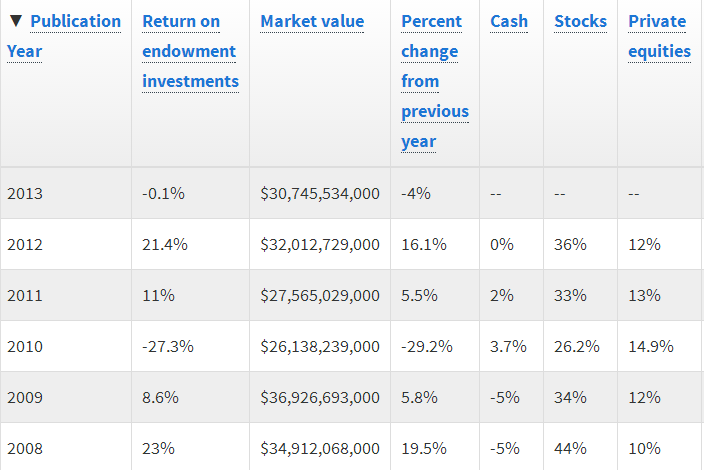 ▼ Publication Year Return on endowment investments Market value Percent change from previous year Cash Stocks Private equities
2013 -0.1% $30,745,534,000 -4% -- -- --
2012 21.4% $32,012,729,000 16.1% 0% 36% 12%
2011 11% $27,565,029,000 5.5% 2% 33% 13%
2010 -27.3% $26,138,239,000 -29.2% 3.7% 26.2% 14.9%
2009 8.6% $36,926,693,000 5.8% -5% 34% 12%
2008 23% $34,912,068,000 19.5% -5% 44% 10%